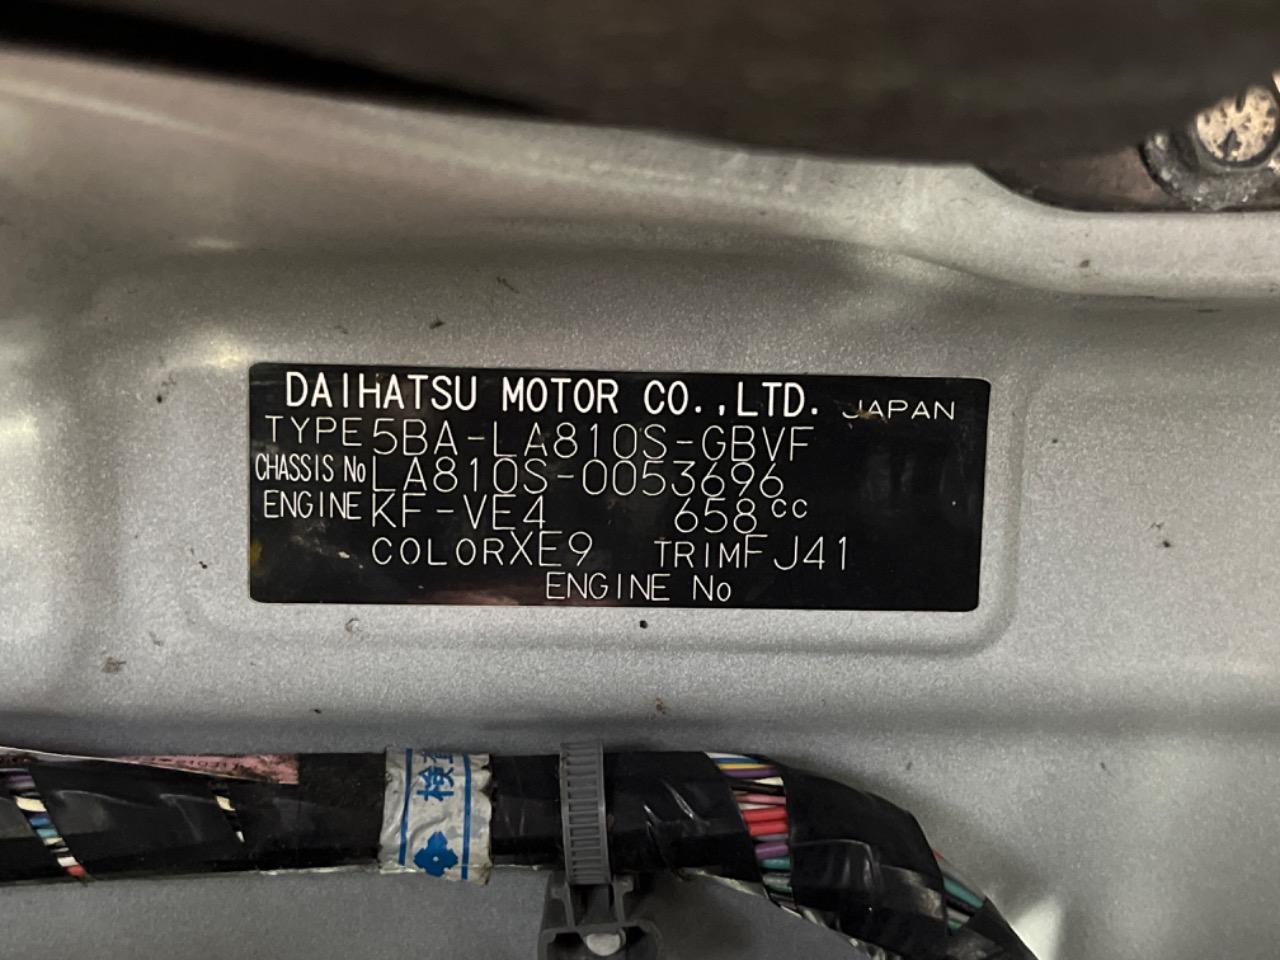 DAIHATSU MOTOR CO.,LTD. JAPAN
TYPE 5BA-LA810S-GBVF
CHASSIS No LA810S-0053696
ENGINE KF-VE4 658cc
COLOR XE9 TRIM FJ41
ENGINE No
検